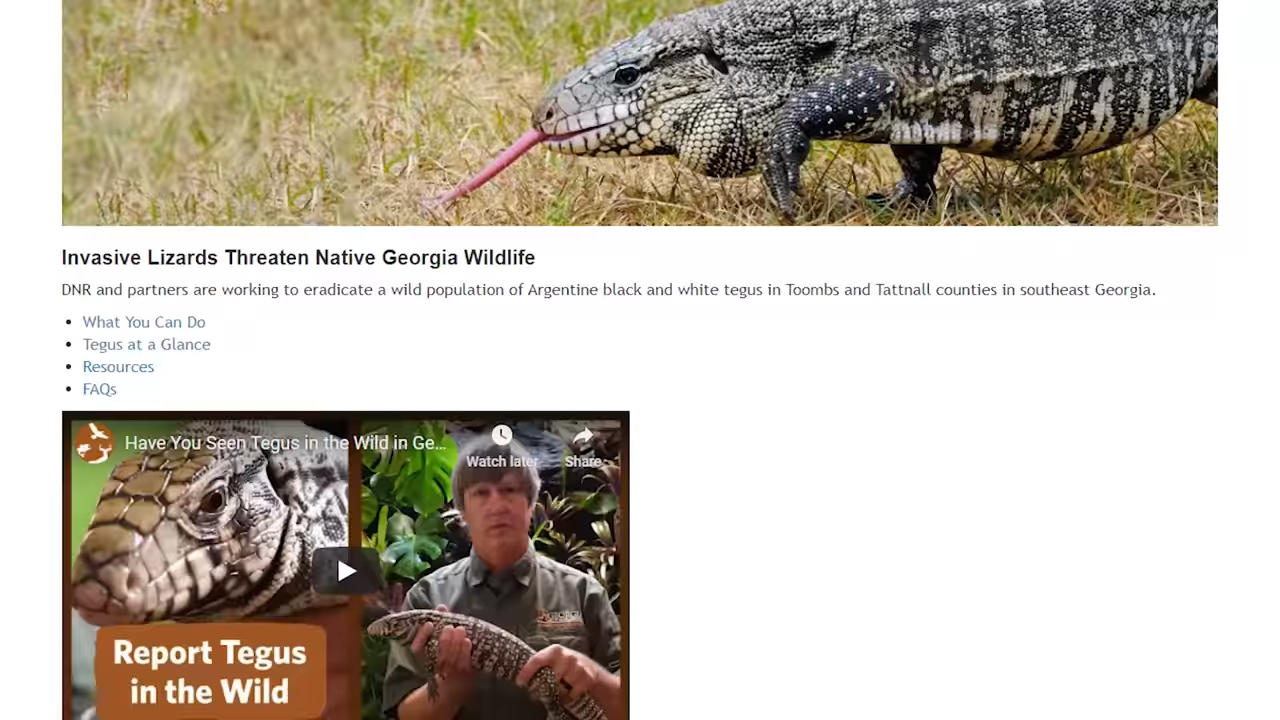 Invasive Lizards Threaten Native Georgia Wildlife
DNR and partners are working to eradicate a wild population of Argentine black and white tegus in Toombs and Tattnall counties in southeast Georgia.
What You Can Do
Tegus at a Glance
Resources
FAQs
Have You Seen Tegus in the Wild in Ge...
Watch later
Share
GEORGIA
Report Tegus
in the Wild